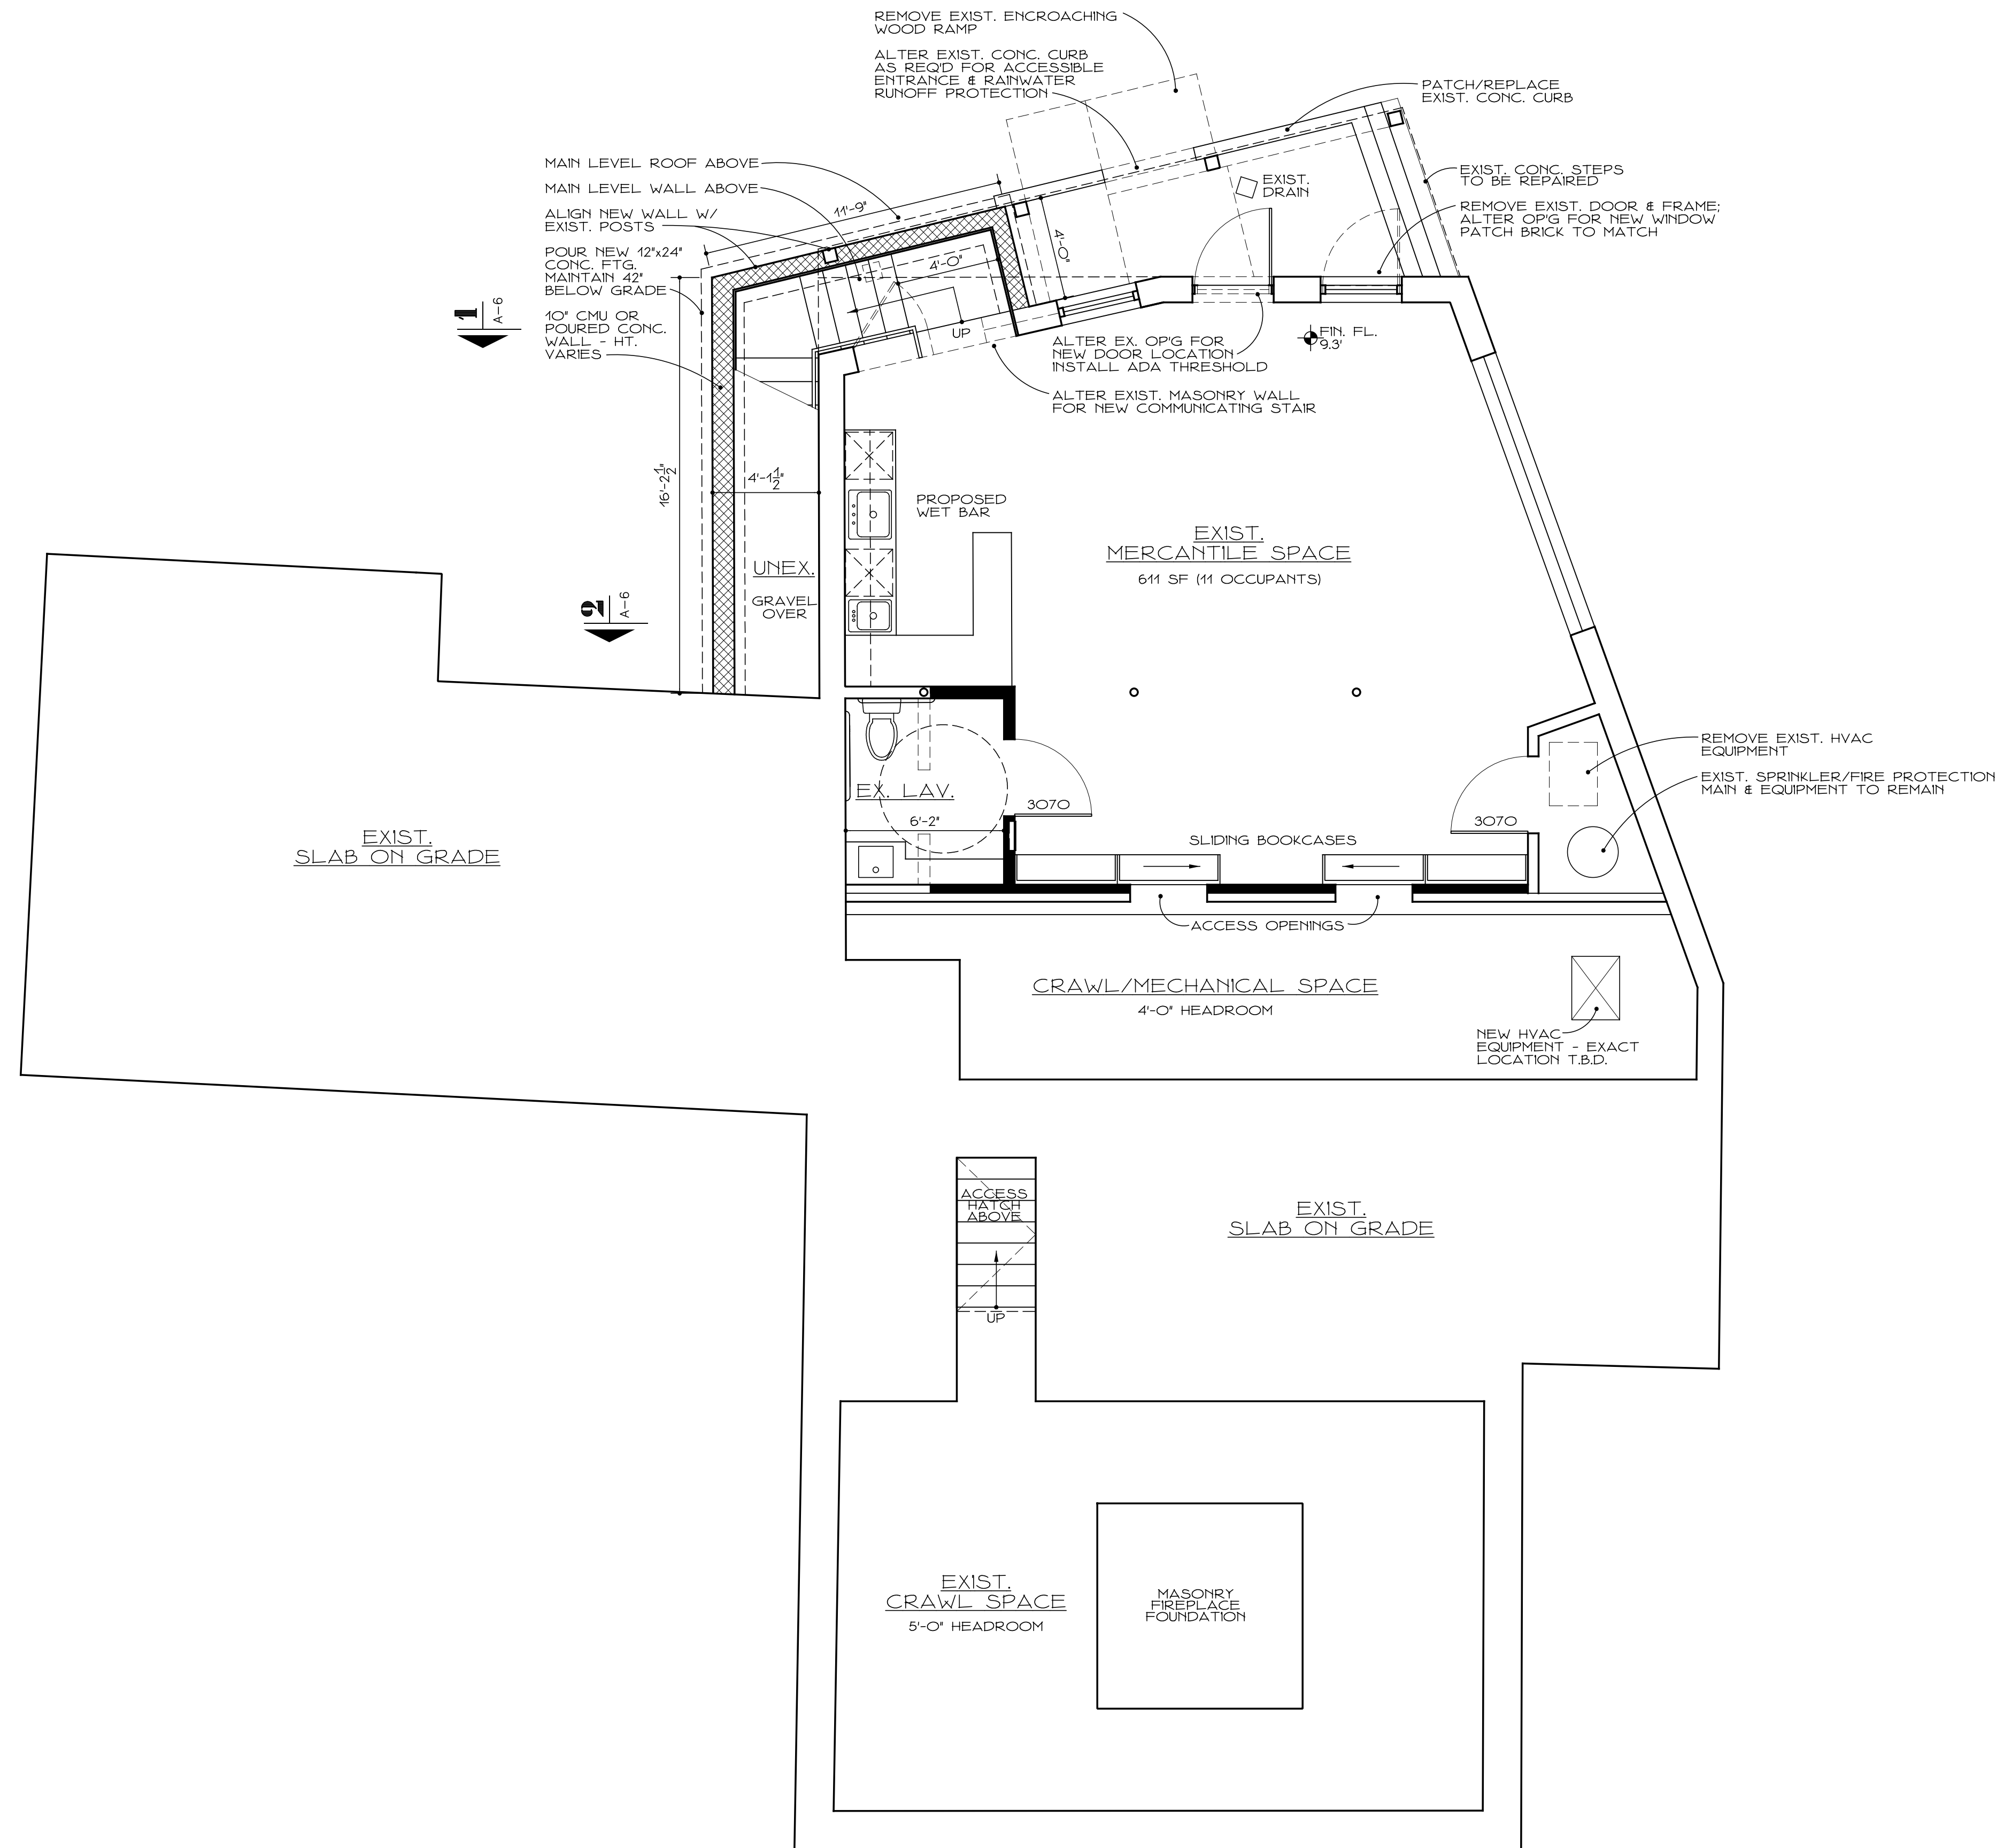 REMOVE EXIST. ENCROACHING
WOOD RAMP
ALTER EXIST. CONC. CURB
AS REQ'D FOR ACCESSIBLE
ENTRANCE & RAINWATER
RUNOFF PROTECTION
PATCH/REPLACE
EXIST. CONC. CURB
MAIN LEVEL ROOF ABOVE
MAIN LEVEL WALL ABOVE
ALIGN NEW WALL W/
EXIST. POSTS
POUR NEW 12"x24"
CONC. FTG.
MAINTAIN 42"
BELOW GRADE
10" CMU OR
POURED CONC.
WALL - HT.
VARIES
11'-9"
4'-0"
4'-0"
EXIST.
DRAIN
EXIST. CONC. STEPS
TO BE REPAIRED
REMOVE EXIST. DOOR & FRAME;
ALTER OP'G FOR NEW WINDOW
PATCH BRICK TO MATCH
1
A-6
UP
ALTER EX. OP'G FOR
NEW DOOR LOCATION
INSTALL ADA THRESHOLD
FIN. FL.
9.3'
ALTER EXIST. MASONRY WALL
FOR NEW COMMUNICATING STAIR
16'-2 1/2"
4'-1 1/2"
PROPOSED
WET BAR
EXIST.
MERCANTILE SPACE
611 SF (11 OCCUPANTS)
UNEX.
GRAVEL
OVER
2
A-6
REMOVE EXIST. HVAC
EQUIPMENT
EXIST. SPRINKLER/FIRE PROTECTION
MAIN & EQUIPMENT TO REMAIN
EX. LAV.
6'-2"
3070
3070
SLIDING BOOKCASES
EXIST.
SLAB ON GRADE
ACCESS OPENINGS
CRAWL/MECHANICAL SPACE
4'-0" HEADROOM
NEW HVAC
EQUIPMENT - EXACT
LOCATION T.B.D.
ACCESS
HATCH
ABOVE
UP
EXIST.
SLAB ON GRADE
EXIST.
CRAWL SPACE
5'-0" HEADROOM
MASONRY
FIREPLACE
FOUNDATION